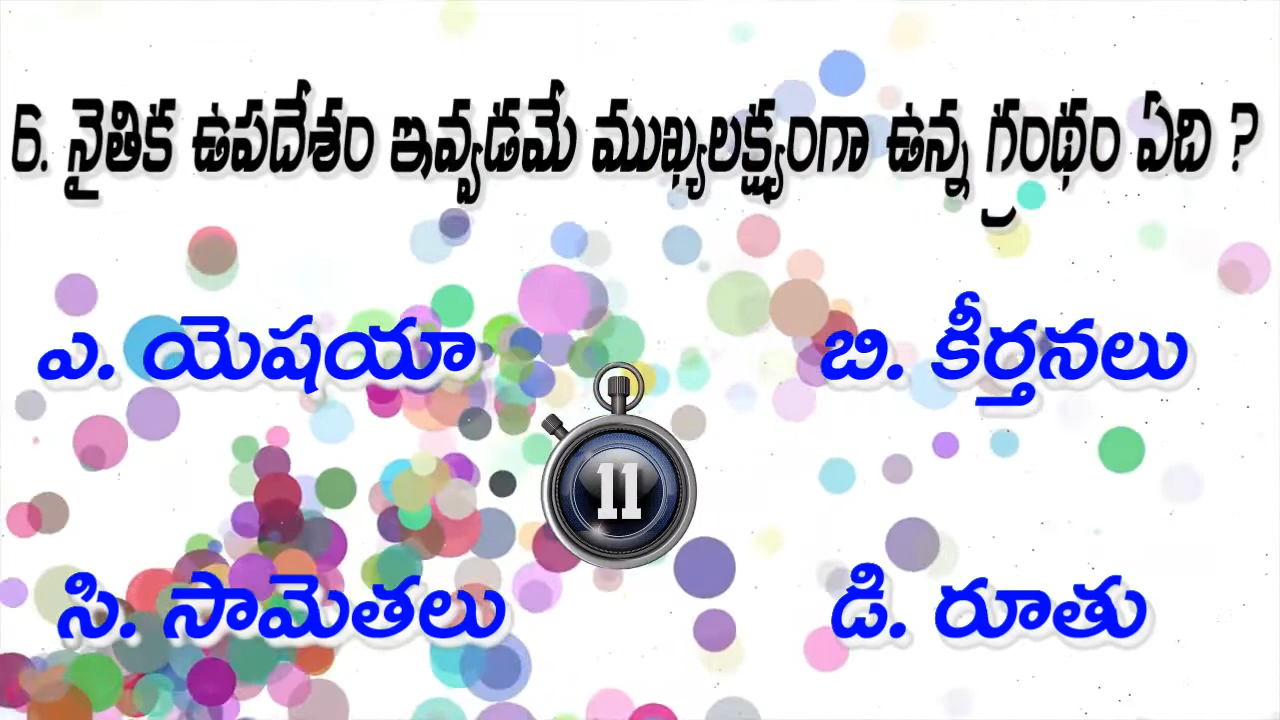 6. నైతిక ఉపదేశం ఇవ్వడమే ముఖ్యలక్ష్యంగా ఉన్న గ్రంథం ఏది ?
ఎ. యెషయా
బి. కీర్తనలు
11
సి. సామెతలు
డి. రూతు